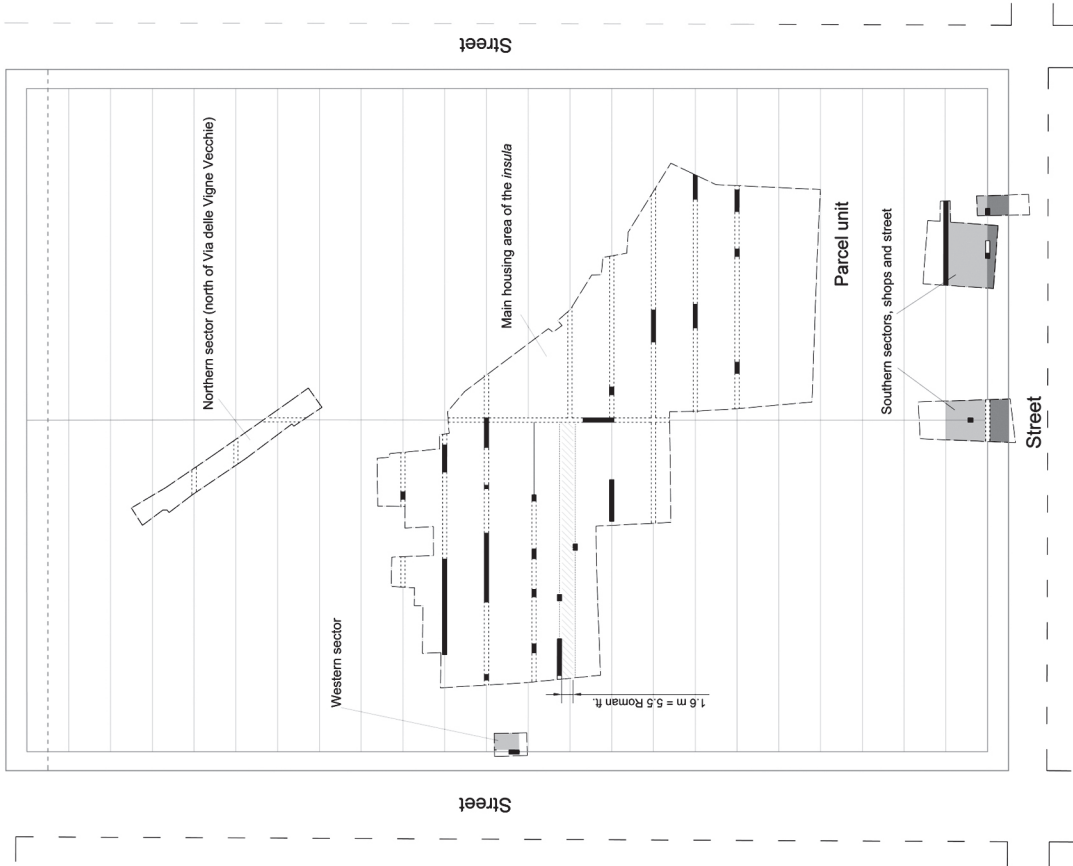 Street
Northern sector (north of Via delle Vigne Vecchie)
Main housing area of the insula
Parcel unit
Southern sectors, shops and street
Street
Western sector
1.6 m = 5.5 Roman ft.
Street